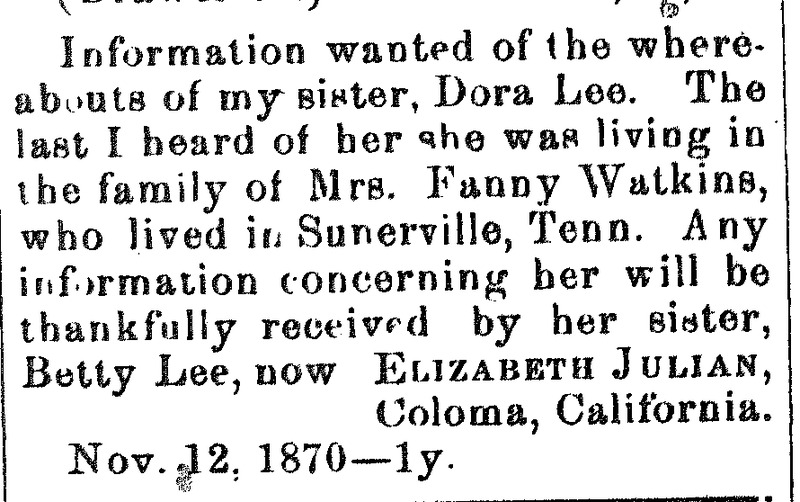 Information wanted of the where-
abouts of my sister, Dora Lee. The
last I heard of her she was living in
the family of Mrs. Fanny Watkins,
who lived in Sunerville, Tenn. Any
information concerning her will be
thankfully received by her sister,
Betty Lee, now ELIZABETH JULIAN,
Coloma, California.
Nov. 12, 1870—1y.